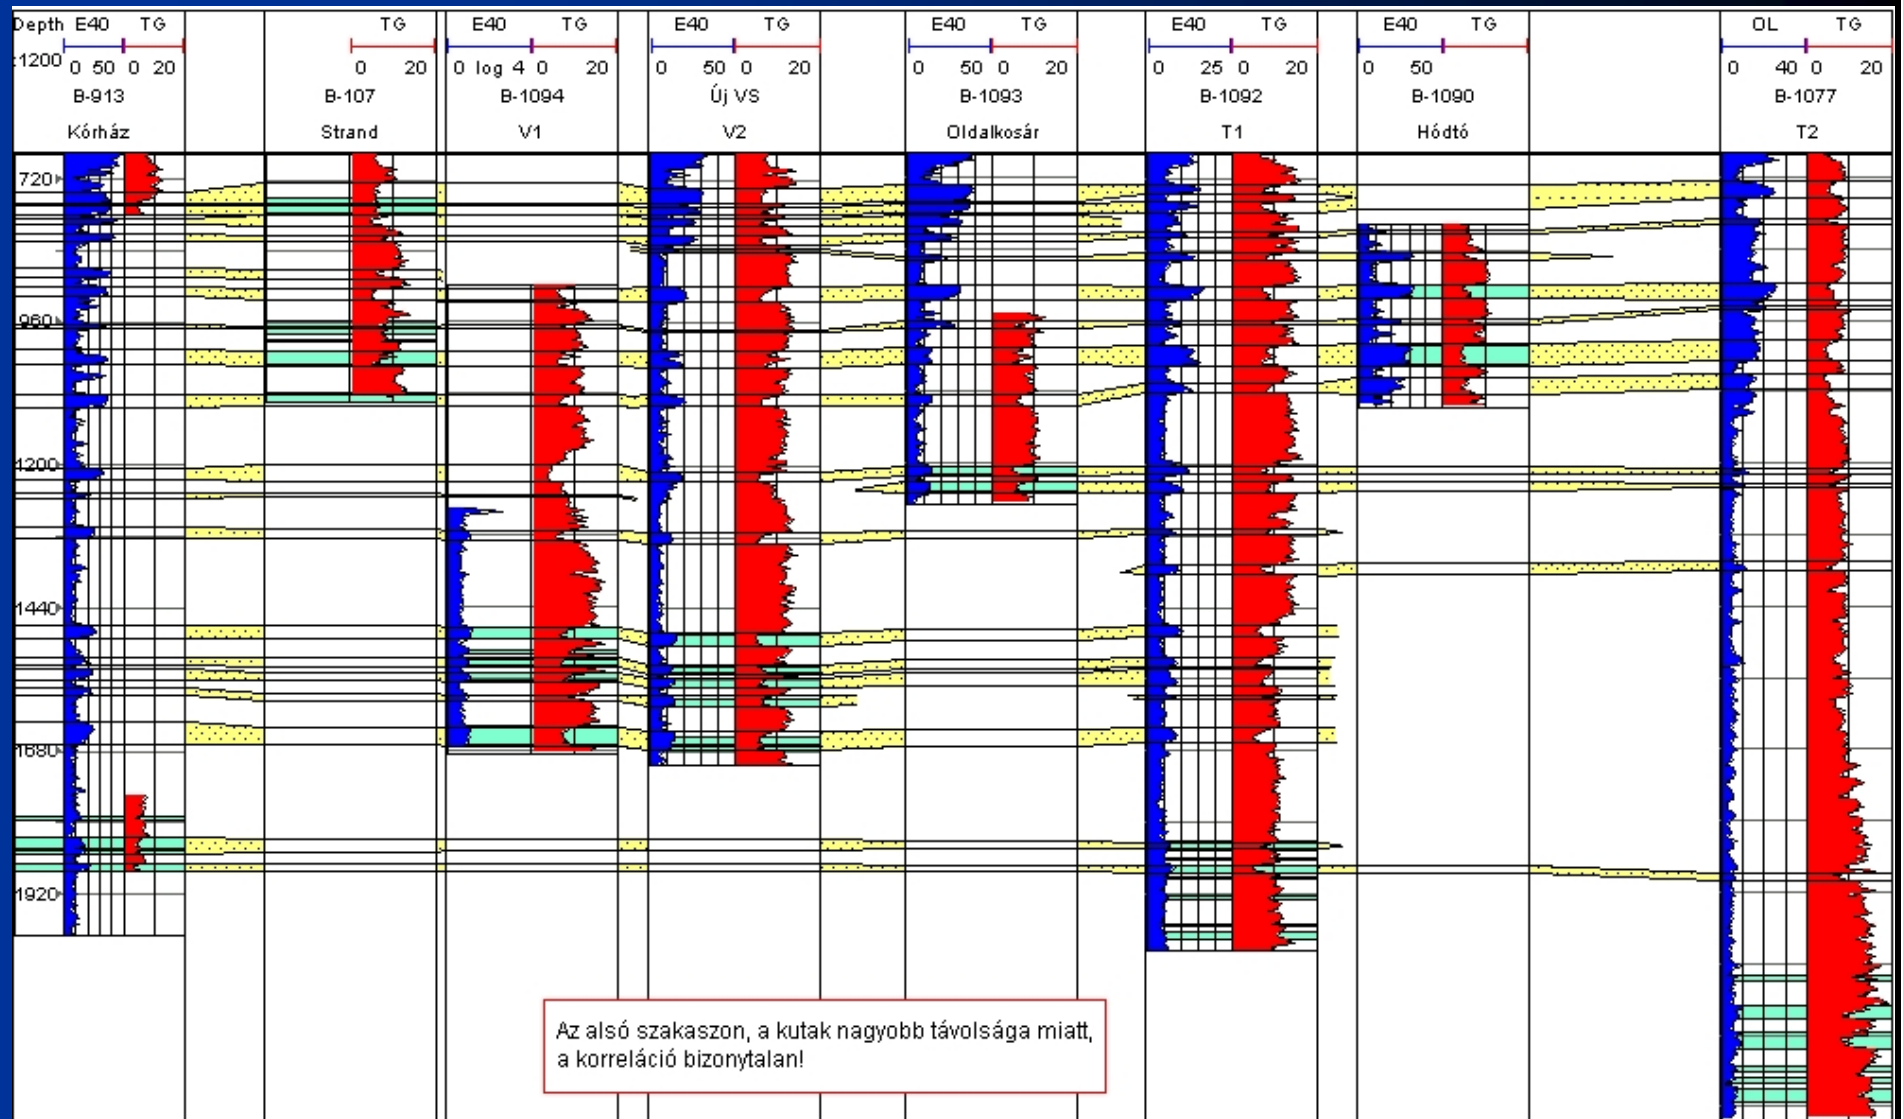 Depth E40 TG TG E40 TG E40 TG E40 TG E40 TG E40 TG OL TG
:1200 0 50 0 20 0 20 0 log 4 0 20 0 50 0 20 0 50 0 20 0 25 0 20 0 50 0 40 0 20
B-913 B-107 B-1094 Új VS B-1093 B-1092 B-1090 B-1077
Kórház Strand V1 V2 Oldalkosár T1 Hódtó T2
720
960
1200
1440
1680
1920
Az alsó szakaszon, a kutak nagyobb távolsága miatt,
a korreláció bizonytalan!